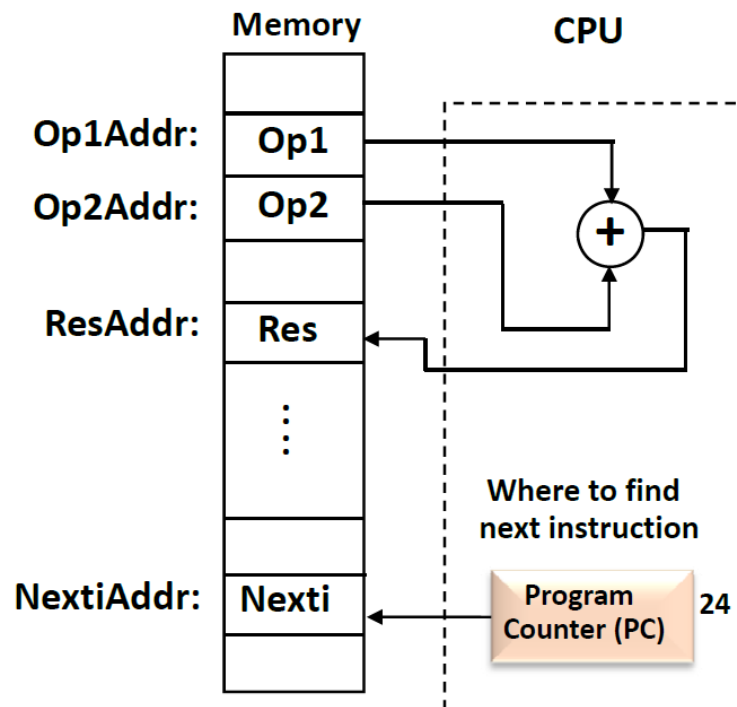 Memory
CPU
Op1Addr:
Op1
Op2Addr:
Op2
+
ResAddr:
Res
Where to find
next instruction
NextiAddr:
Nexti
Program
Counter (PC)
24